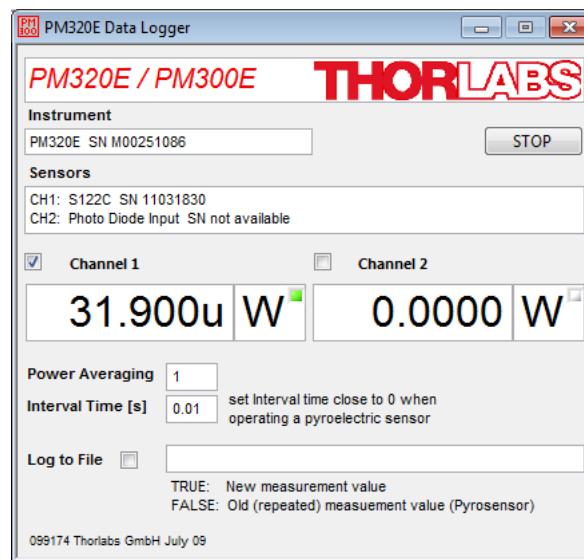 PM
100
PM320E Data Logger
PM320E / PM300E
THORLABS
Instrument
PM320E SN M00251086
STOP
Sensors
CH1: S122C SN 11031830
CH2: Photo Diode Input SN not available
Channel 1
Channel 2
31.900u W
0.0000 W
Power Averaging 1
Interval Time [s] 0.01
set Interval time close to 0 when
operating a pyroelectric sensor
Log to File
TRUE: New measurement value
FALSE: Old (repeated) measuement value (Pyrosensor)
099174 Thorlabs GmbH July 09